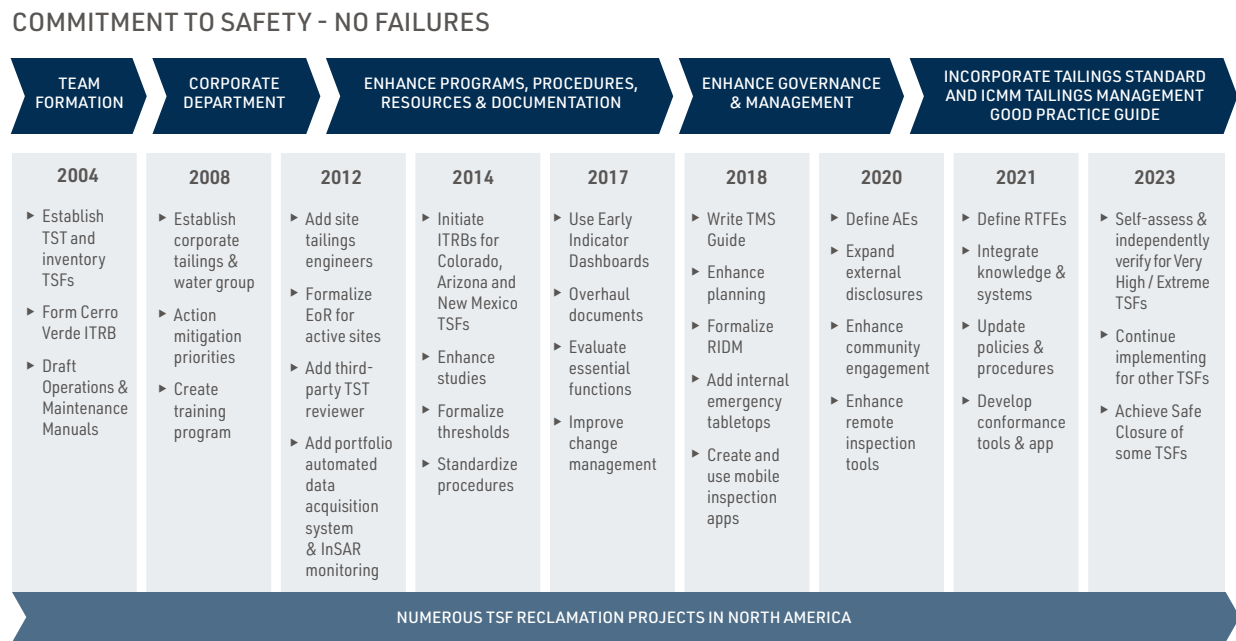 COMMITMENT TO SAFETY - NO FAILURES
TEAM
FORMATION
CORPORATE
DEPARTMENT
ENHANCE PROGRAMS, PROCEDURES,
RESOURCES & DOCUMENTATION
ENHANCE GOVERNANCE
& MANAGEMENT
INCORPORATE TAILINGS STANDARD
AND ICMM TAILINGS MANAGEMENT
GOOD PRACTICE GUIDE
2004
▶ Establish
TST and
inventory
TSFs
▶ Form Cerro
Verde ITRB
▶ Draft
Operations &
Maintenance
Manuals
2008
▶ Establish
corporate
tailings &
water group
▶ Action
mitigation
priorities
▶ Create
training
program
2012
▶ Add site
tailings
engineers
▶ Formalize
EoR for
active sites
▶ Add third-
party TST
reviewer
▶ Add portfolio
automated
data
acquisition
system
& InSAR
monitoring
2014
▶ Initiate
ITRBs for
Colorado,
Arizona and
New Mexico
TSFs
▶ Enhance
studies
▶ Formalize
thresholds
▶ Standardize
procedures
2017
▶ Use Early
Indicator
Dashboards
▶ Overhaul
documents
▶ Evaluate
essential
functions
▶ Improve
change
management
2018
▶ Write TMS
Guide
▶ Enhance
planning
▶ Formalize
RIDM
▶ Add internal
emergency
tabletops
▶ Create and
use mobile
inspection
apps
2020
▶ Define AEs
▶ Expand
external
disclosures
▶ Enhance
community
engagement
▶ Enhance
remote
inspection
tools
2021
▶ Define RTFEs
▶ Integrate
knowledge &
systems
▶ Update
policies &
procedures
▶ Develop
conformance
tools & app
2023
▶ Self-assess &
independently
verify for Very
High / Extreme
TSFs
▶ Continue
implementing
for other TSFs
▶ Achieve Safe
Closure of
some TSFs
NUMEROUS TSF RECLAMATION PROJECTS IN NORTH AMERICA